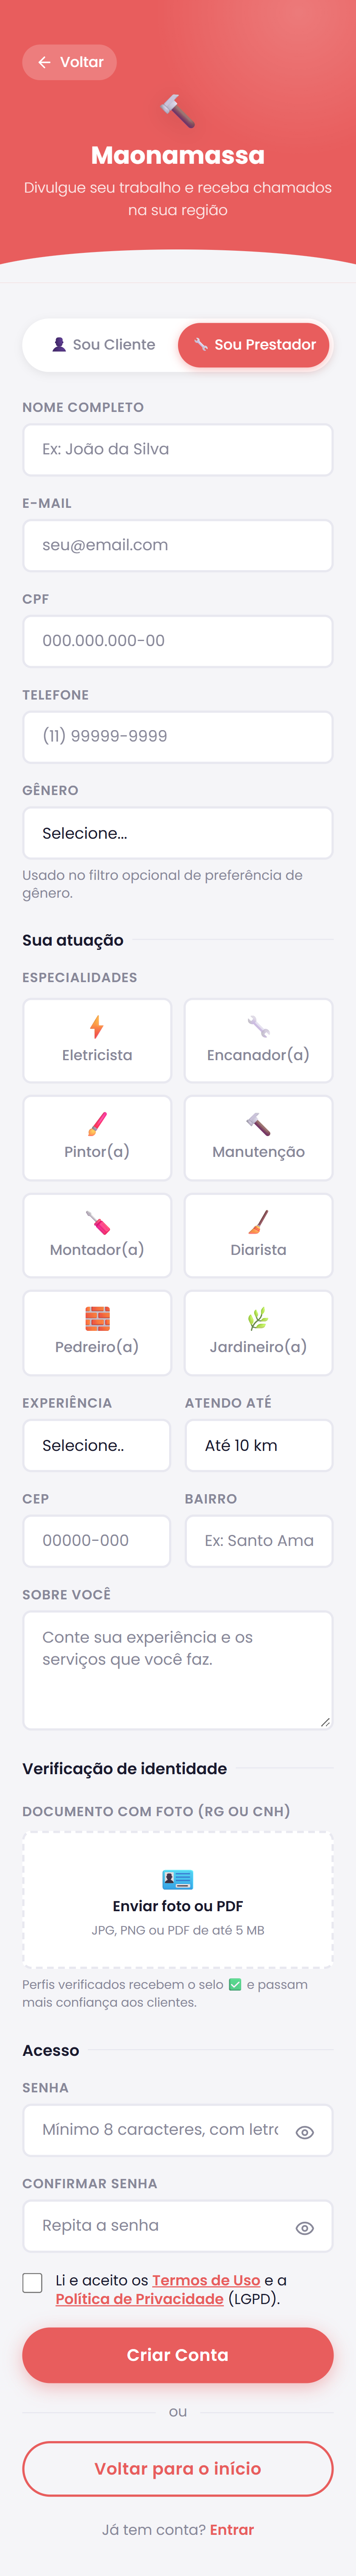 Voltar
Maonamassa
Divulgue seu trabalho e receba chamados
na sua região
Sou Cliente
Sou Prestador
NOME COMPLETO
Ex: João da Silva
E-MAIL
seu@email.com
CPF
000.000.000-00
TELEFONE
(11) 99999-9999
GÊNERO
Selecione...
Usado no filtro opcional de preferência de
gênero.
Sua atuação
ESPECIALIDADES
Eletricista
Encanador(a)
Pintor(a)
Manutenção
Montador(a)
Diarista
Pedreiro(a)
Jardineiro(a)
EXPERIÊNCIA
ATENDO ATÉ
Selecione..
Até 10 km
CEP
BAIRRO
00000-000
Ex: Santo Ama
SOBRE VOCÊ
Conte sua experiência e os
serviços que você faz.
Verificação de identidade
DOCUMENTO COM FOTO (RG OU CNH)
Enviar foto ou PDF
JPG, PNG ou PDF de até 5 MB
Perfis verificados recebem o selo ✅ e passam
mais confiança aos clientes.
Acesso
SENHA
Mínimo 8 caracteres, com letr
CONFIRMAR SENHA
Repita a senha
Li e aceito os Termos de Uso e a
Política de Privacidade (LGPD).
Criar Conta
ou
Voltar para o início
Já tem conta? Entrar